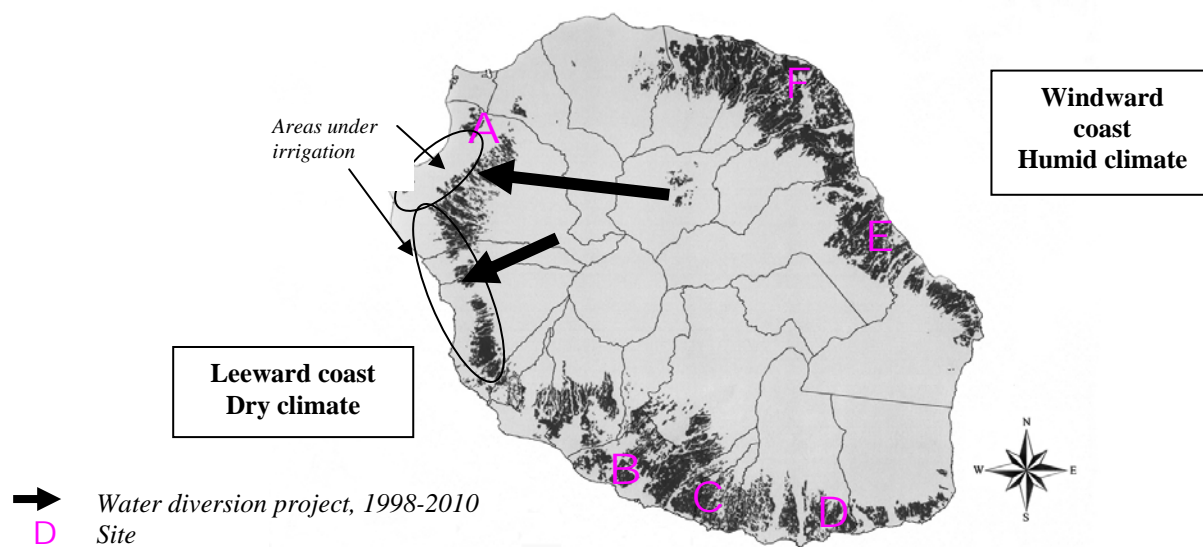 F
Windward
coast
Humid climate
Areas under
irrigation
A
E
Leeward coast
Dry climate
B
C
D
N
W
E
S
Water diversion project, 1998-2010
D
Site